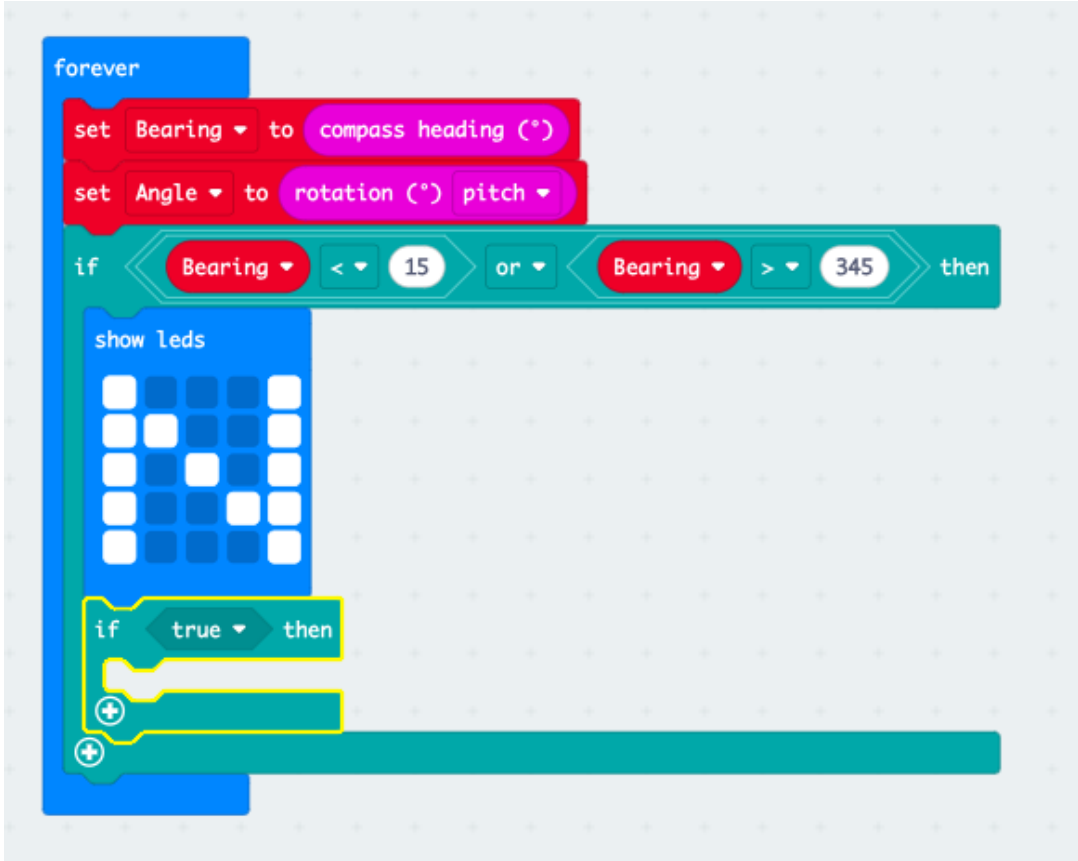 forever
set Bearing to compass heading (°)
set Angle to rotation (°) pitch
if Bearing < 15 or Bearing > 345 then
show leds
if true then